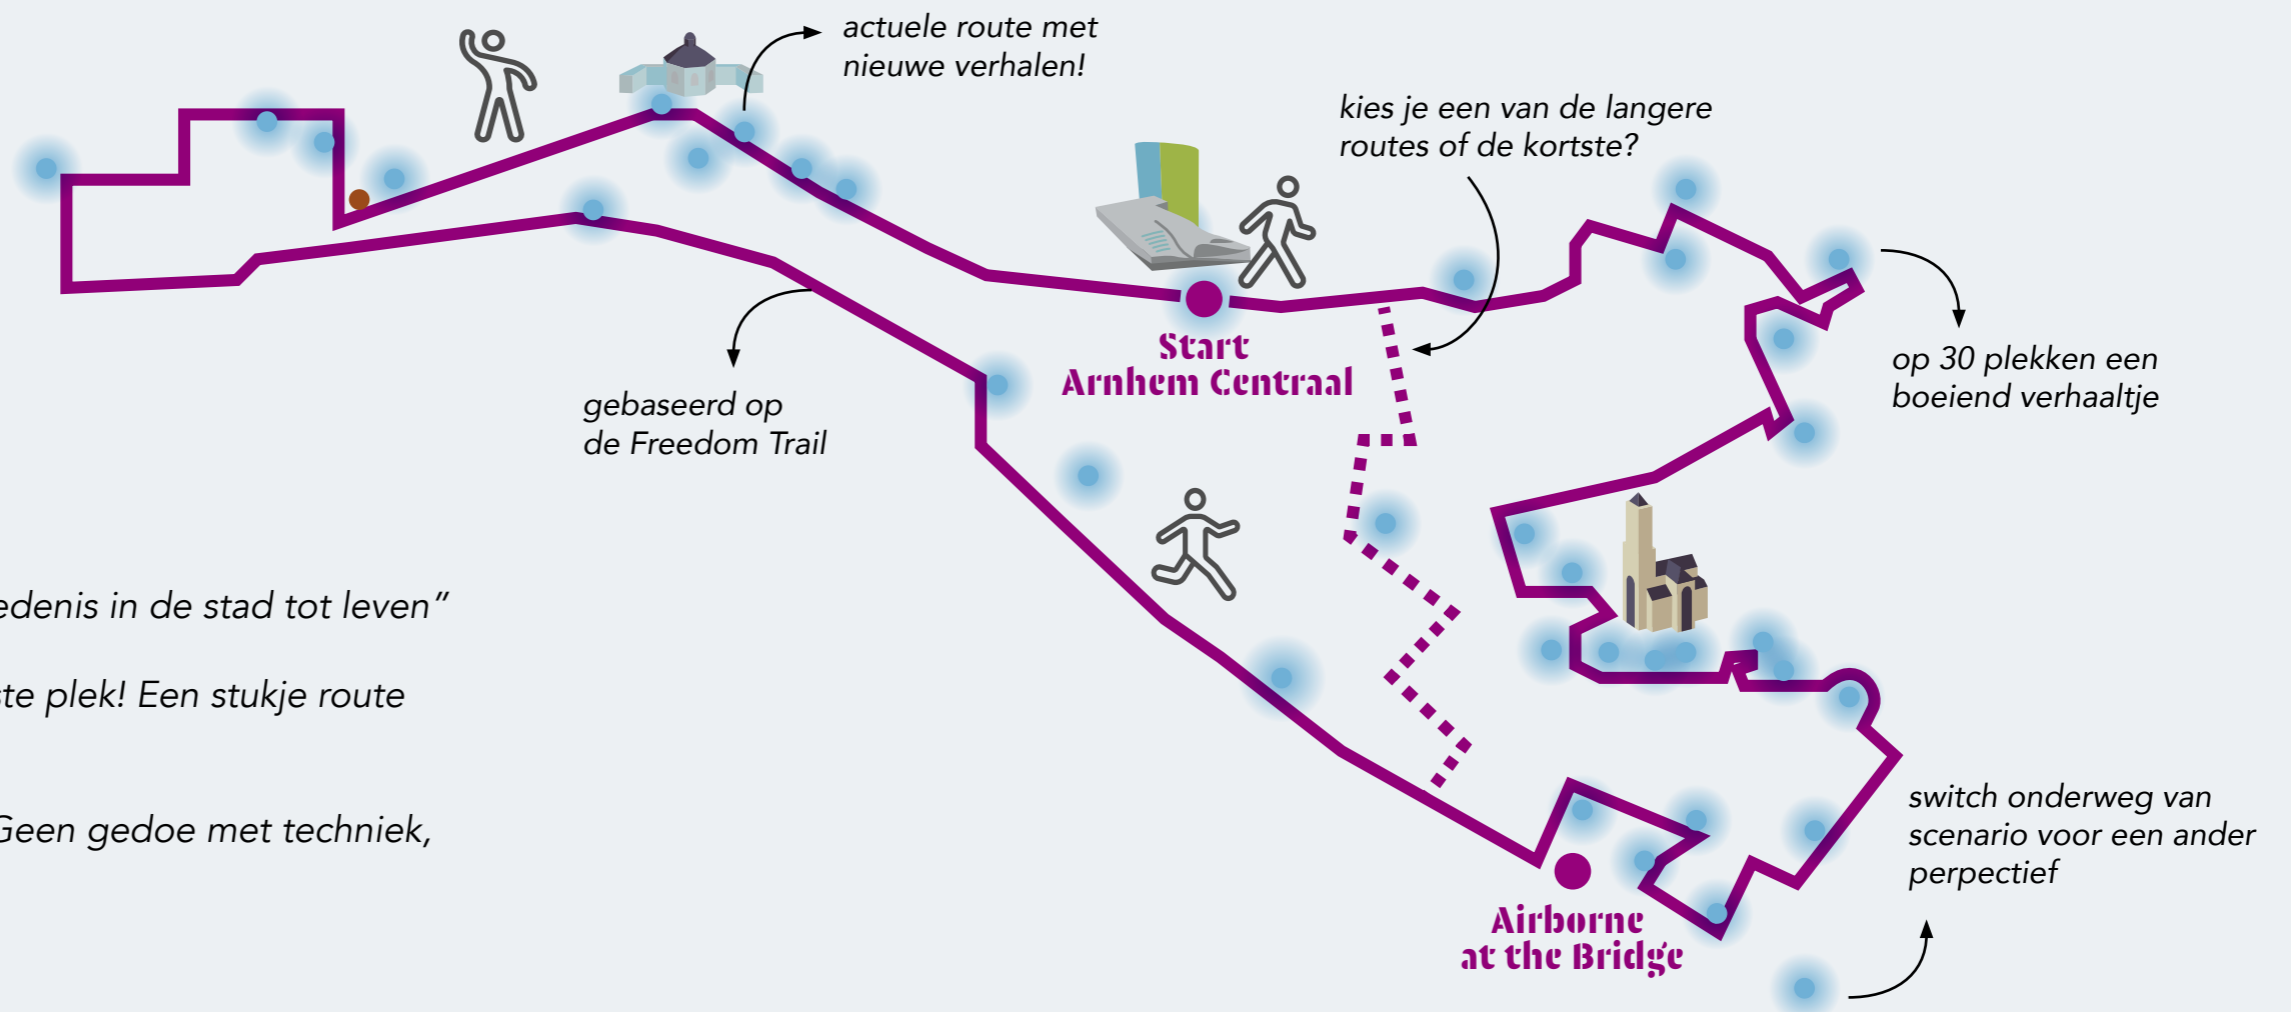 actuele route met
nieuwe verhalen!
kies je een van de langere
routes of de kortste?
Start
Arnhem Centraal
op 30 plekken een
boeiend verhaaltje
gebaseerd op
de Freedom Trail
edenis in de stad tot leven”
ste plek! Een stukje route
Geen gedoe met techniek,
switch onderweg van
scenario voor een ander
perpectief
Airborne
at the Bridge